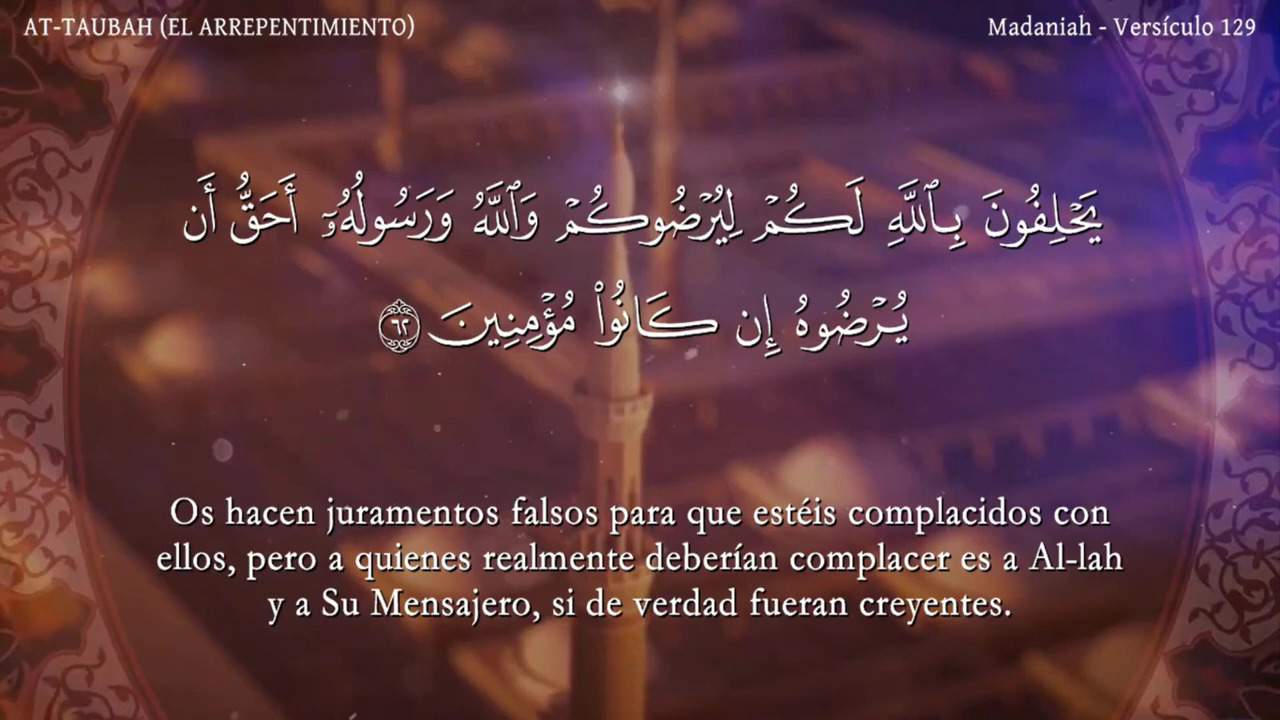 AT-TAUBAH (EL ARREPENTIMIENTO)
Madaniah - Versículo 129
يَحْلِفُونَ بِٱللَّهِ لَكُمْ لِيُرْضُوكُمْ وَٱللَّهُ وَرَسُولُهُۥٓ أَحَقُّ أَن
يُرْضُوهُ إِن كَانُوا۟ مُؤْمِنِينَ ٦٢
Os hacen juramentos falsos para que estéis complacidos con
ellos, pero a quienes realmente deberían complacer es a Al-lah
y a Su Mensajero, si de verdad fueran creyentes.